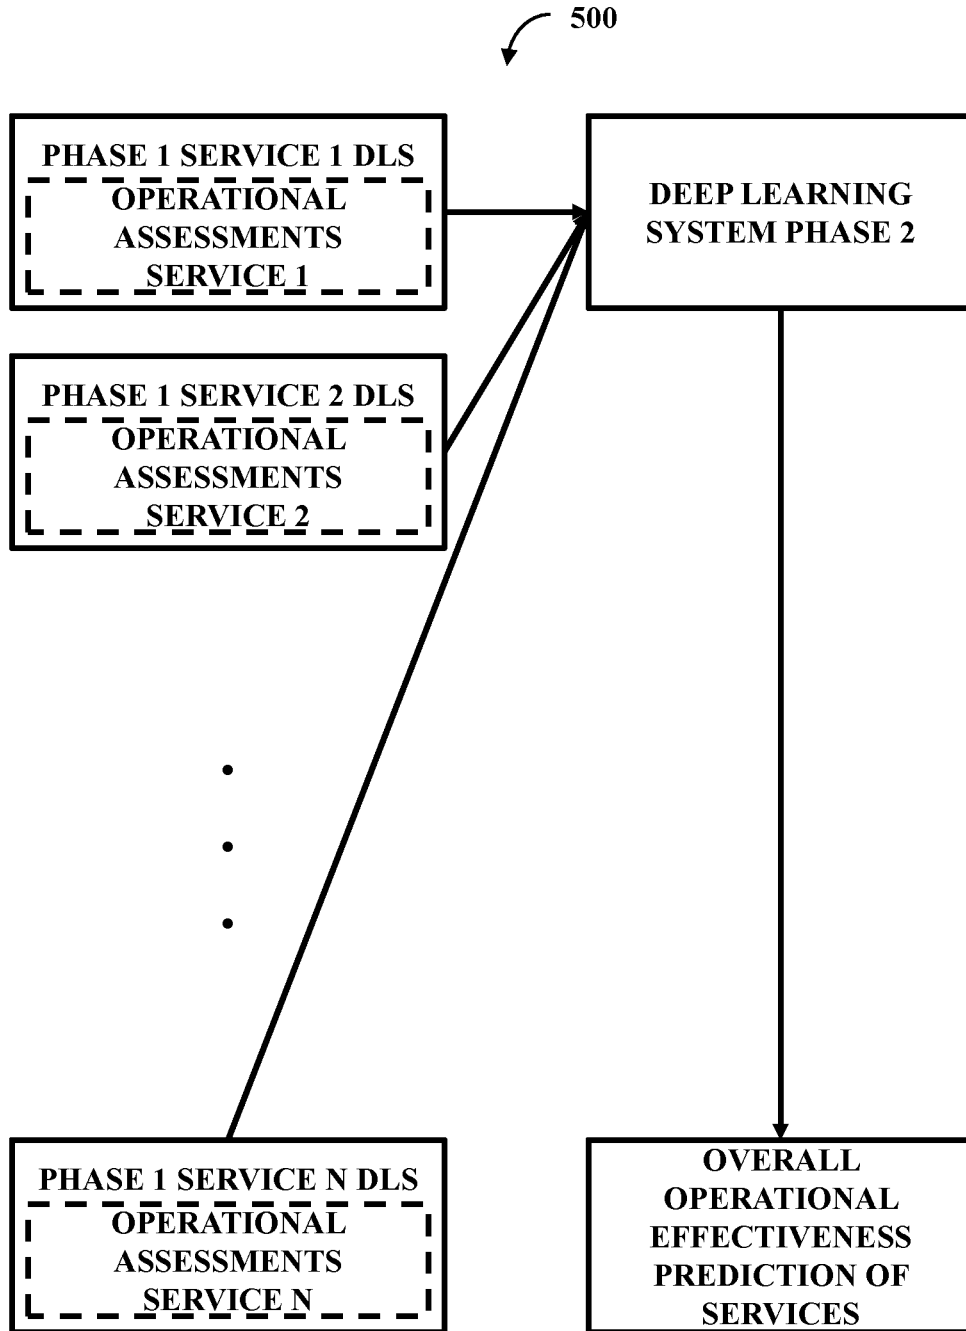 500
PHASE 1 SERVICE 1 DLS
OPERATIONAL
ASSESSMENTS
SERVICE 1
DEEP LEARNING
SYSTEM PHASE 2
PHASE 1 SERVICE 2 DLS
OPERATIONAL
ASSESSMENTS
SERVICE 2
PHASE 1 SERVICE N DLS
OPERATIONAL
ASSESSMENTS
SERVICE N
OVERALL
OPERATIONAL
EFFECTIVENESS
PREDICTION OF
SERVICES